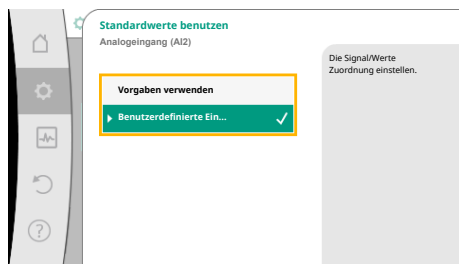 Standardwerte benutzen
Analogeingang (AI2)
Die Signal/Werte
Zuordnung einstellen.
Vorgaben verwenden
Benutzerdefinierte Ein...
?